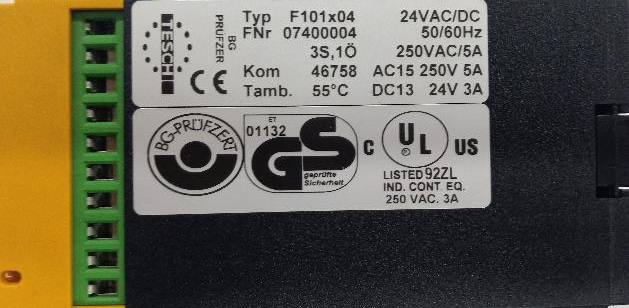 TESCH
BG
PRÜFZER
CE
Typ F101x04 24VAC/DC
FNr 07400004 50/60Hz
3S,1Ö 250VAC/5A
Kom 46758 AC15 250V 5A
Tamb. 55°C DC13 24V 3A
BG-PRÜFZERT
ET
01132
GS
geprüfte
Sicherheit
C UL US
®
LISTED 92ZL
IND. CONT. EQ.
250 VAC. 3A